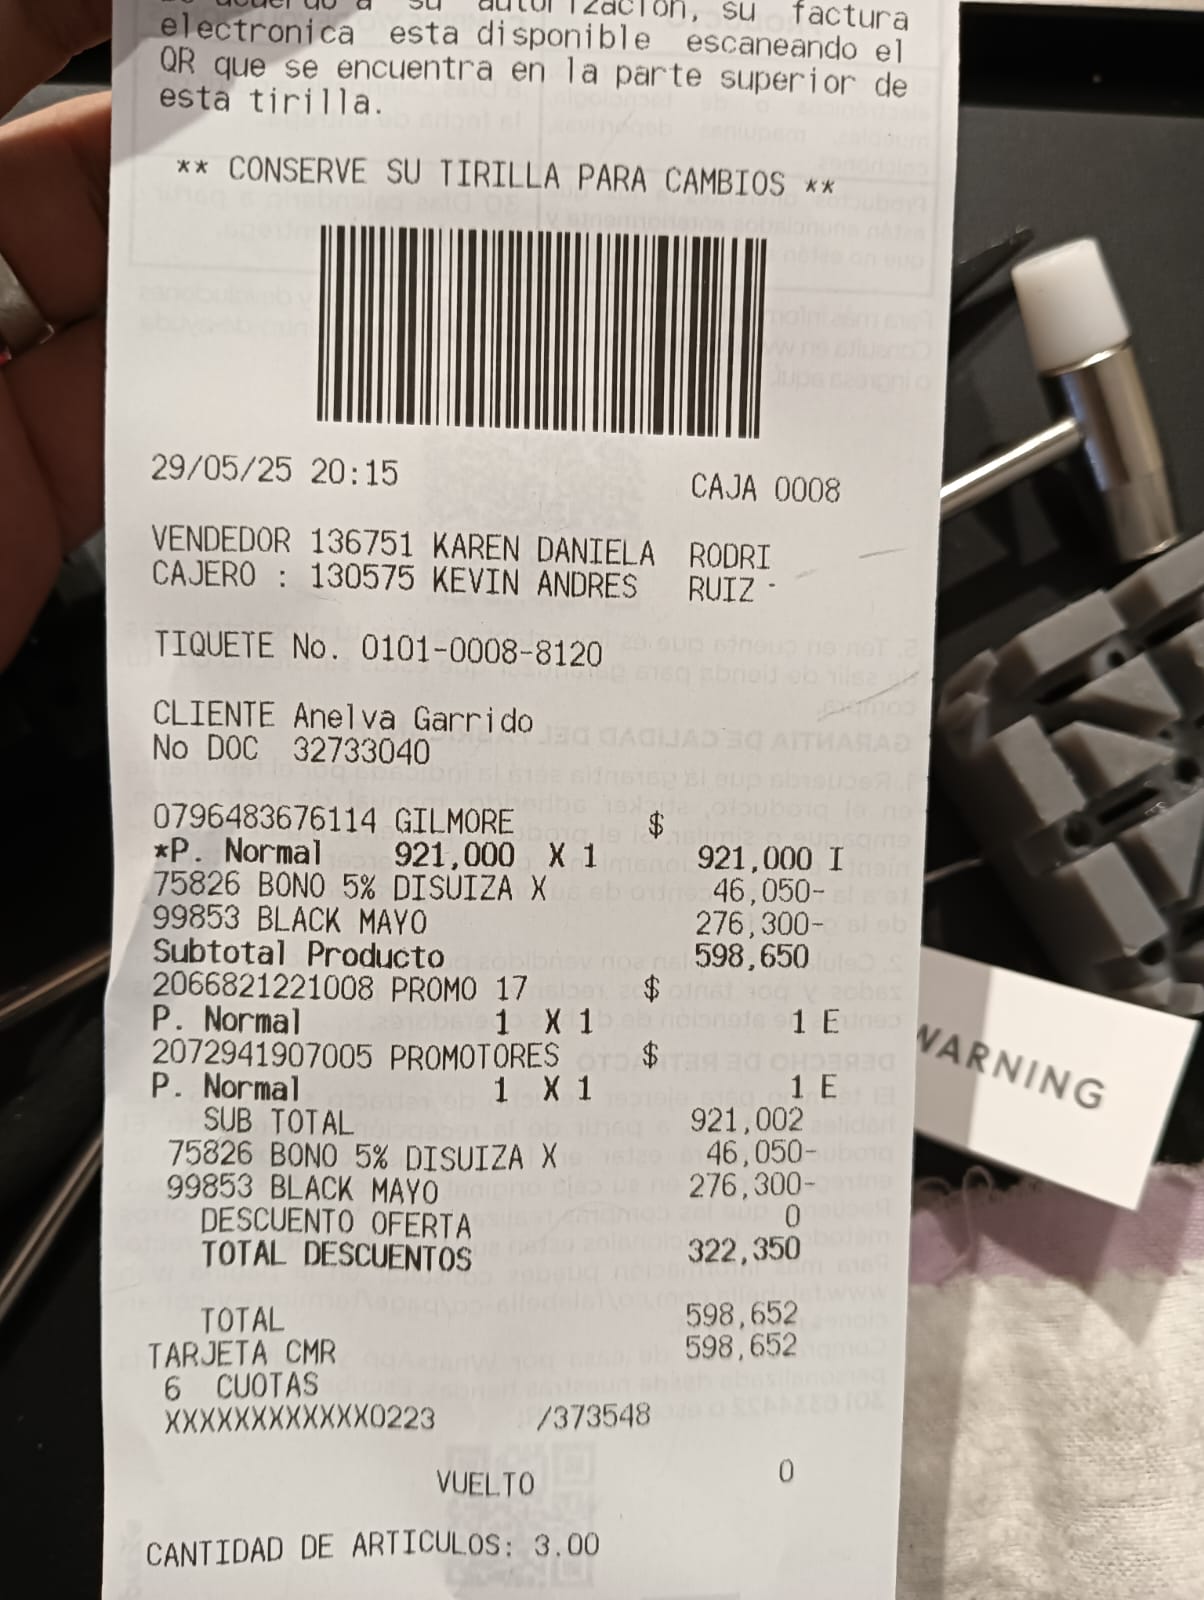 su autorización, su factura
electronica esta disponible escaneando el
QR que se encuentra en la parte superior de
esta tirilla.
** CONSERVE SU TIRILLA PARA CAMBIOS **
29/05/25 20:15 CAJA 0008
VENDEDOR 136751 KAREN DANIELA RODRI
CAJERO : 130575 KEVIN ANDRES RUIZ
TIQUETE No. 0101-0008-8120
CLIENTE Anelva Garrido
No DOC 32733040
0796483676114 GILMORE $
*P. Normal 921,000 X 1 921,000 I
75826 BONO 5% DISUIZA X 46,050-
99853 BLACK MAYO 276,300-
Subtotal Producto 598,650
2066821221008 PROMO 17 $
P. Normal 1 X 1 1 E
2072941907005 PROMOTORES $
P. Normal 1 X 1 1 E
SUB TOTAL 921,002
75826 BONO 5% DISUIZA X 46,050-
99853 BLACK MAYO 276,300-
DESCUENTO OFERTA 0
TOTAL DESCUENTOS 322,350
TOTAL 598,652
TARJETA CMR 598,652
6 CUOTAS
XXXXXXXXXXXX0223 /373548
VUELTO 0
CANTIDAD DE ARTICULOS: 3.00
WARNING